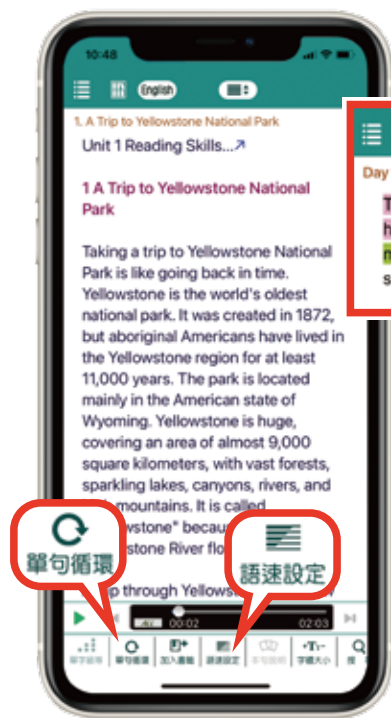 10:48
English
1. A Trip to Yellowstone National Park
Unit 1 Reading Skills...↗
1 A Trip to Yellowstone National
Park
Taking a trip to Yellowstone National
Park is like going back in time.
Yellowstone is the world's oldest
national park. It was created in 1872,
but aboriginal Americans have lived in
the Yellowstone region for at least
11,000 years. The park is located
mainly in the American state of
Wyoming. Yellowstone is huge,
covering an area of almost 9,000
square kilometers, with vast forests,
sparkling lakes, canyons, rivers, and
mountains. It is called
wstone" becau
stone River flo
p through Yellows
單句循環
語速設定
00:02
02:03
單句循環
加入書籤
語速設定
字體大小
Day